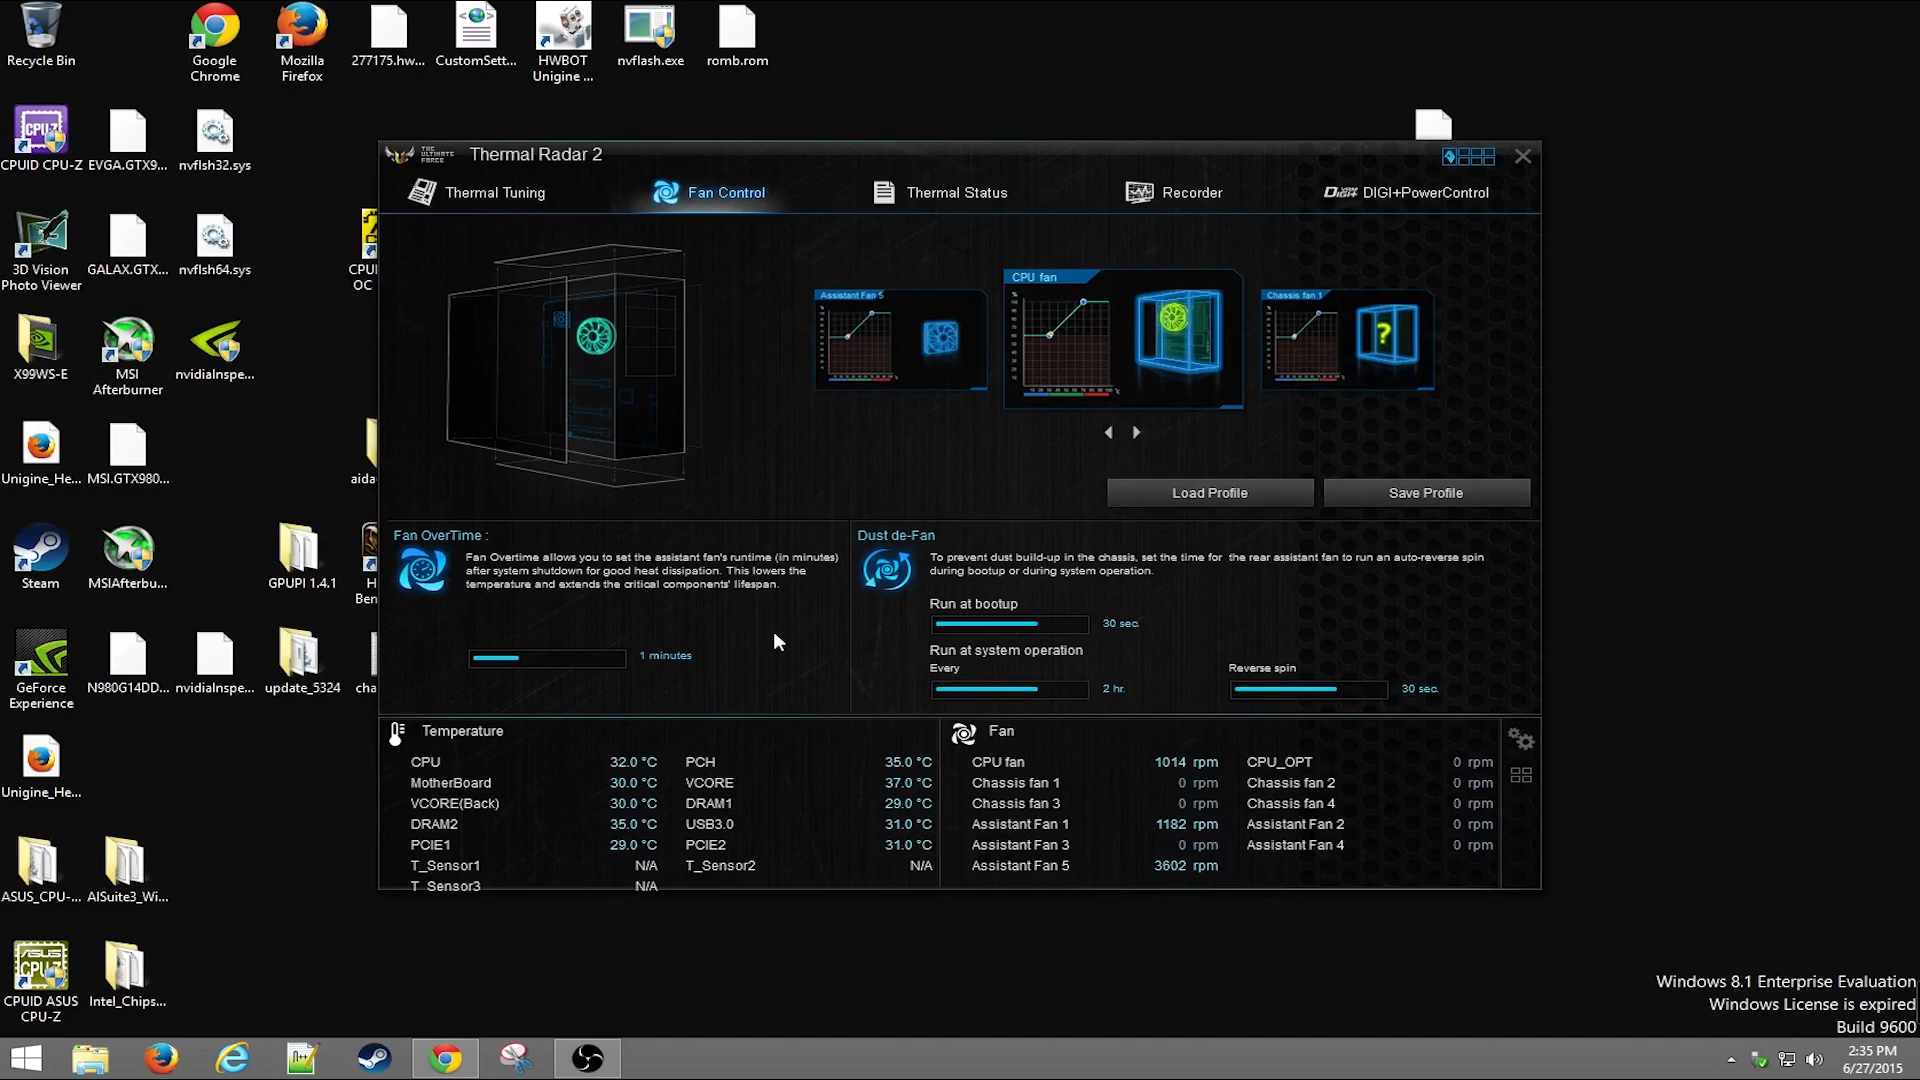 Recycle Bin
Google
Chrome
Mozilla
Firefox
277175.hw...
CustomSett...
HWBOT
Unigine ...
nvflash.exe
romb.rom
CPUID CPU-Z
EVGA.GTX9...
nvflsh32.sys
3D Vision
Photo Viewer
GALAX.GTX...
nvflsh64.sys
CPUI
OC
X99WS-E
MSI
Afterburner
nvidiaInspe...
Unigine_He...
MSI.GTX980...
aida
Steam
MSIAfterbu...
GPUPI 1.4.1
H
Ben
GeForce
Experience
N980G14DD...
nvidiaInspe...
update_5324
cha
Unigine_He...
ASUS_CPU-...
AISuite3_Wi...
CPUID ASUS
CPU-Z
Intel_Chips...
THE
ULTIMATE
FORCE
Thermal Radar 2
Thermal Tuning
Fan Control
Thermal Status
Recorder
DIGI+PowerControl
Assistant Fan 5
CPU fan
Chassis fan 1
Load Profile
Save Profile
Fan OverTime :
Fan Overtime allows you to set the assistant fan's runtime (in minutes)
after system shutdown for good heat dissipation. This lowers the
temperature and extends the critical components' lifespan.
1 minutes
Dust de-Fan
To prevent dust build-up in the chassis, set the time for the rear assistant fan to run an auto-reverse spin
during bootup or during system operation.
Run at bootup
30 sec.
Run at system operation
Every
2 hr.
Reverse spin
30 sec.
Temperature
CPU 32.0 °C PCH 35.0 °C
MotherBoard 30.0 °C VCORE 37.0 °C
VCORE(Back) 30.0 °C DRAM1 29.0 °C
DRAM2 35.0 °C USB3.0 31.0 °C
PCIE1 29.0 °C PCIE2 31.0 °C
T_Sensor1 N/A T_Sensor2 N/A
T_Sensor3 N/A
Fan
CPU fan 1014 rpm CPU_OPT 0 rpm
Chassis fan 1 0 rpm Chassis fan 2 0 rpm
Chassis fan 3 0 rpm Chassis fan 4 0 rpm
Assistant Fan 1 1182 rpm Assistant Fan 2 0 rpm
Assistant Fan 3 0 rpm Assistant Fan 4 0 rpm
Assistant Fan 5 3602 rpm
Windows 8.1 Enterprise Evaluation
Windows License is expired
Build 9600
2:35 PM
6/27/2015